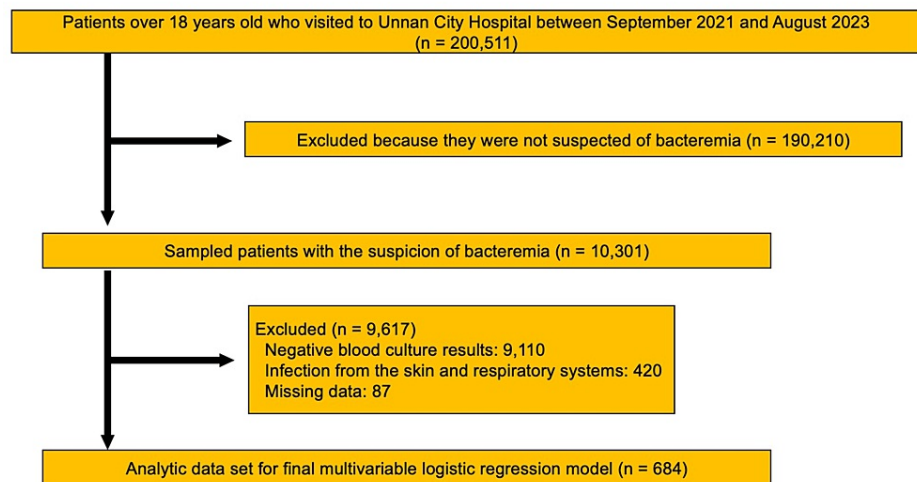 Patients over 18 years old who visited to Unnan City Hospital between September 2021 and August 2023
(n = 200,511)
Excluded because they were not suspected of bacteremia (n = 190,210)
Sampled patients with the suspicion of bacteremia (n = 10,301)
Excluded (n = 9,617)
Negative blood culture results: 9,110
Infection from the skin and respiratory systems: 420
Missing data: 87
Analytic data set for final multivariable logistic regression model (n = 684)